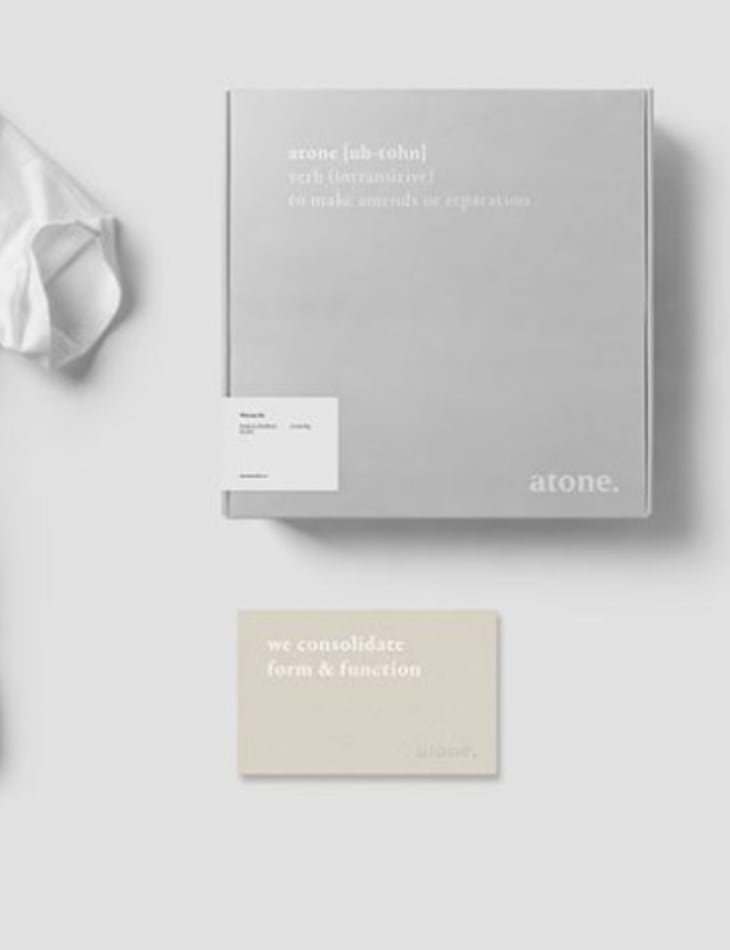 atone [uh-tohn]
verb (intransitive)
to make amends or reparation
atone.
we consolidate
form & function
atone.